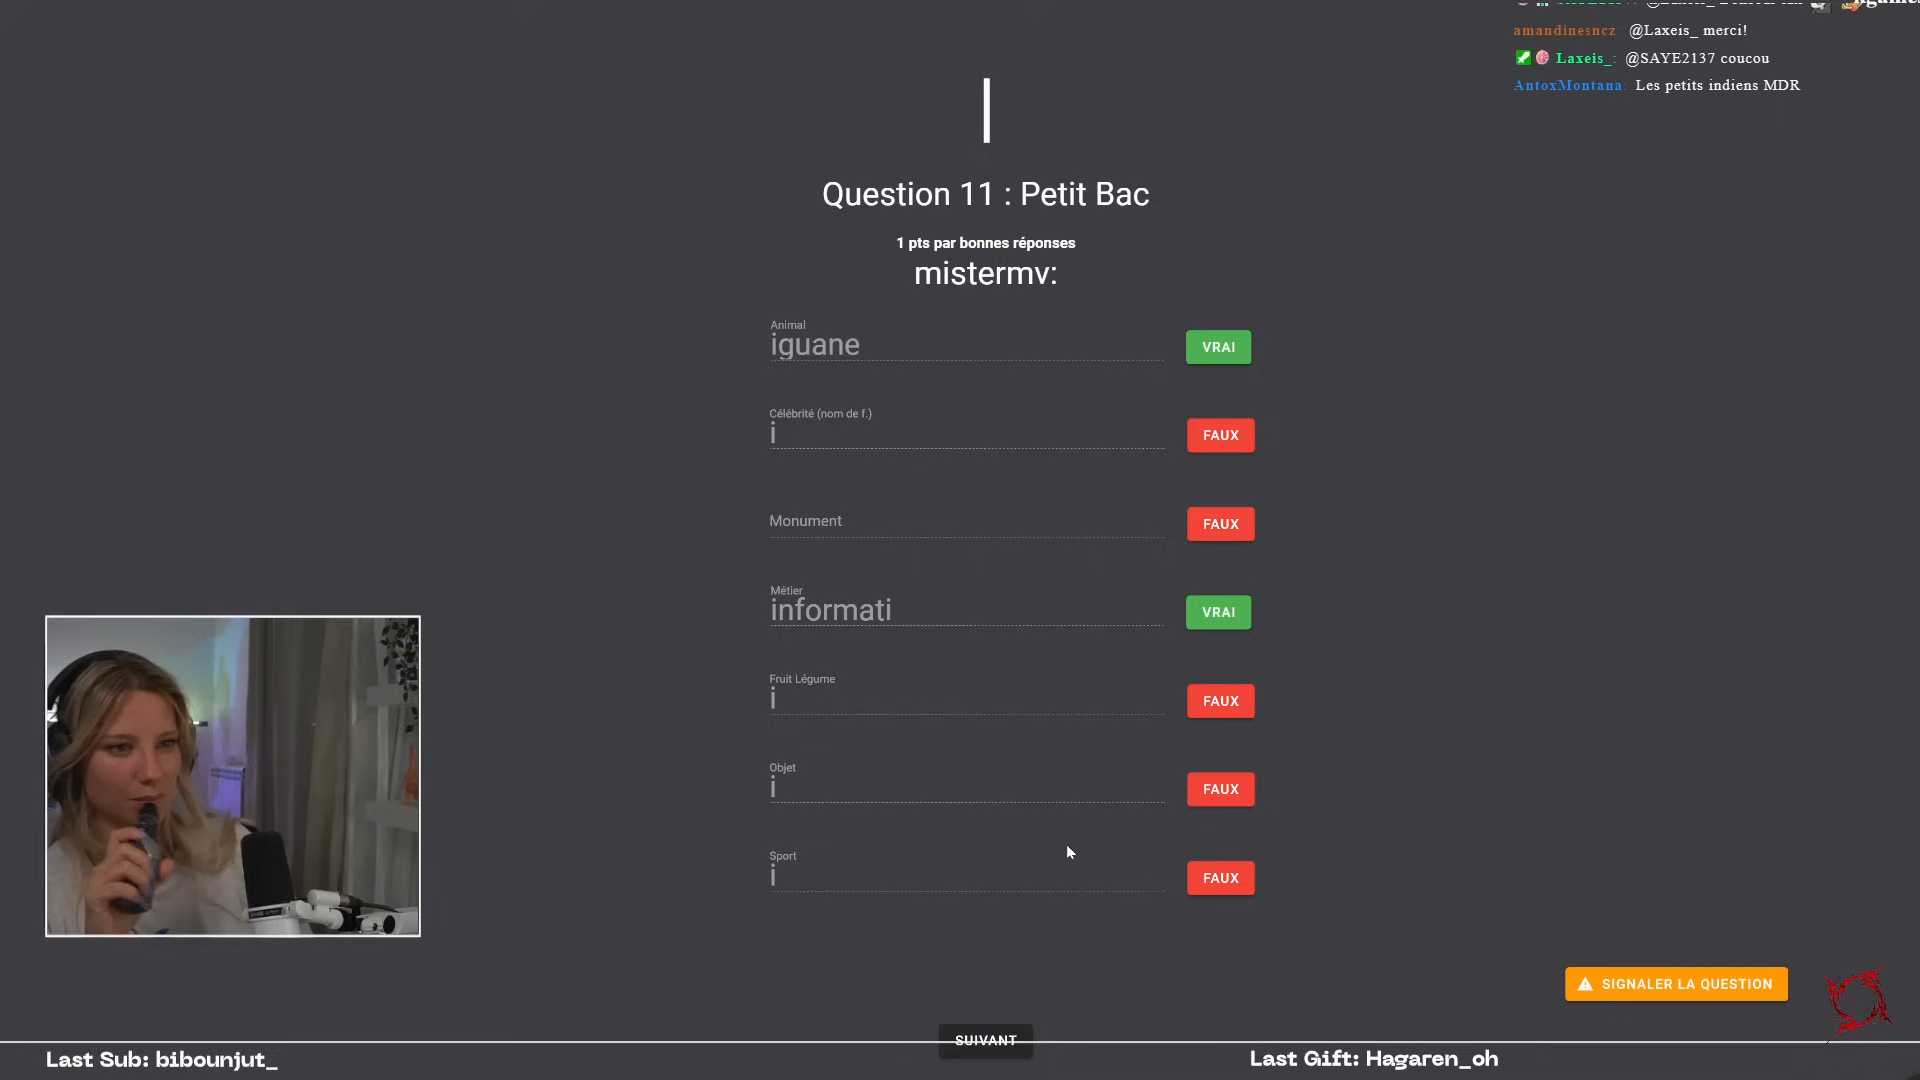 amandinesncz: @Laxeis_ merci!
Laxeis_: @SAYE2137 coucou
AntoxMontana: Les petits indiens MDR
I
Question 11 : Petit Bac
1 pts par bonnes réponses
mistermv:
Animal
iguane
VRAI
Célébrité (nom de f.)
i
FAUX
Monument
FAUX
Métier
informati
VRAI
Fruit Légume
i
FAUX
Objet
i
FAUX
Sport
i
FAUX
SIGNALER LA QUESTION
SUIVANT
Last Sub: bibounjut_
Last Gift: Hagaren_oh